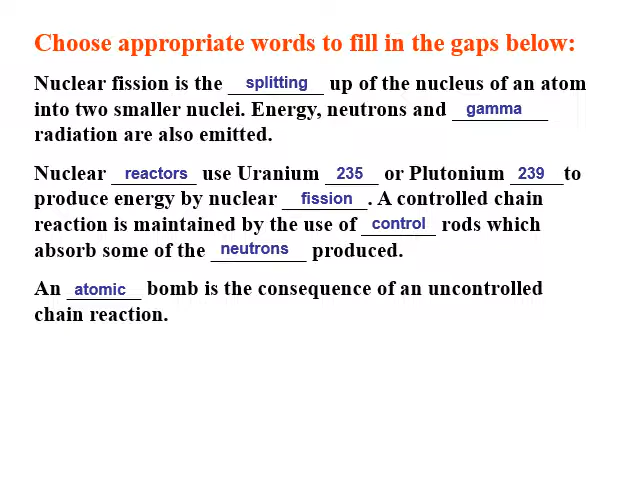 Choose appropriate words to fill in the gaps below:
Nuclear fission is the splitting up of the nucleus of an atom
into two smaller nuclei. Energy, neutrons and gamma
radiation are also emitted.
Nuclear reactors use Uranium 235 or Plutonium 239 to
produce energy by nuclear fission. A controlled chain
reaction is maintained by the use of control rods which
absorb some of the neutrons produced.
An atomic bomb is the consequence of an uncontrolled
chain reaction.